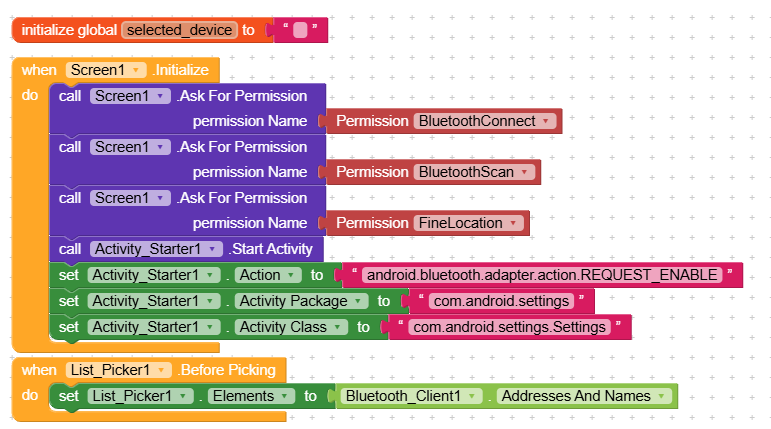 initialize global selected_device to “ ”
when Screen1 .Initialize
do call Screen1 .Ask For Permission
permission Name Permission BluetoothConnect
call Screen1 .Ask For Permission
permission Name Permission BluetoothScan
call Screen1 .Ask For Permission
permission Name Permission FineLocation
call Activity_Starter1 .Start Activity
set Activity_Starter1 . Action to “ android.bluetooth.adapter.action.REQUEST_ENABLE ”
set Activity_Starter1 . Activity Package to “ com.android.settings ”
set Activity_Starter1 . Activity Class to “ com.android.settings.Settings ”
when List_Picker1 .Before Picking
do set List_Picker1 . Elements to Bluetooth_Client1 . Addresses And Names